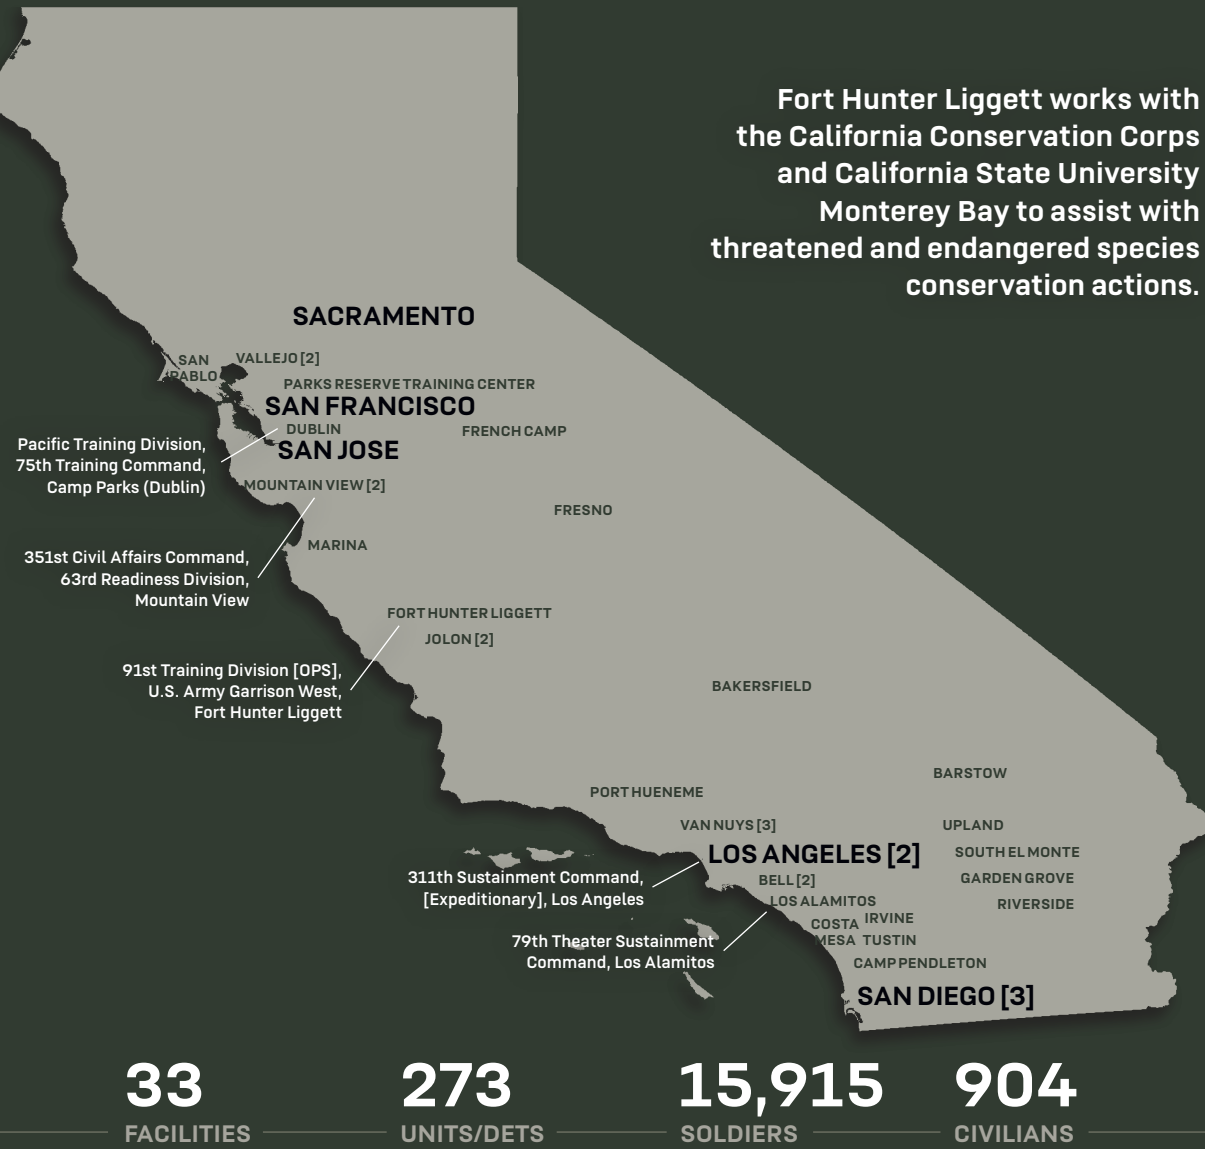 Fort Hunter Liggett works with
the California Conservation Corps
and California State University
Monterey Bay to assist with
threatened and endangered species
conservation actions.
SACRAMENTO
SAN
PABLO
VALLEJO [2]
PARKS RESERVE TRAINING CENTER
SAN FRANCISCO
DUBLIN
FRENCH CAMP
SAN JOSE
Pacific Training Division,
75th Training Command,
Camp Parks (Dublin)
MOUNTAIN VIEW [2]
FRESNO
MARINA
351st Civil Affairs Command,
63rd Readiness Division,
Mountain View
FORT HUNTER LIGGETT
JOLON [2]
91st Training Division [OPS],
U.S. Army Garrison West,
Fort Hunter Liggett
BAKERSFIELD
BARSTOW
PORT HUENEME
VAN NUYS [3]
UPLAND
LOS ANGELES [2]
SOUTH EL MONTE
BELL [2]
GARDEN GROVE
311th Sustainment Command,
[Expeditionary], Los Angeles
LOS ALAMITOS
RIVERSIDE
COSTA
MESA
IRVINE
TUSTIN
79th Theater Sustainment
Command, Los Alamitos
CAMP PENDLETON
SAN DIEGO [3]
33
FACILITIES
273
UNITS/DETS
15,915
SOLDIERS
904
CIVILIANS